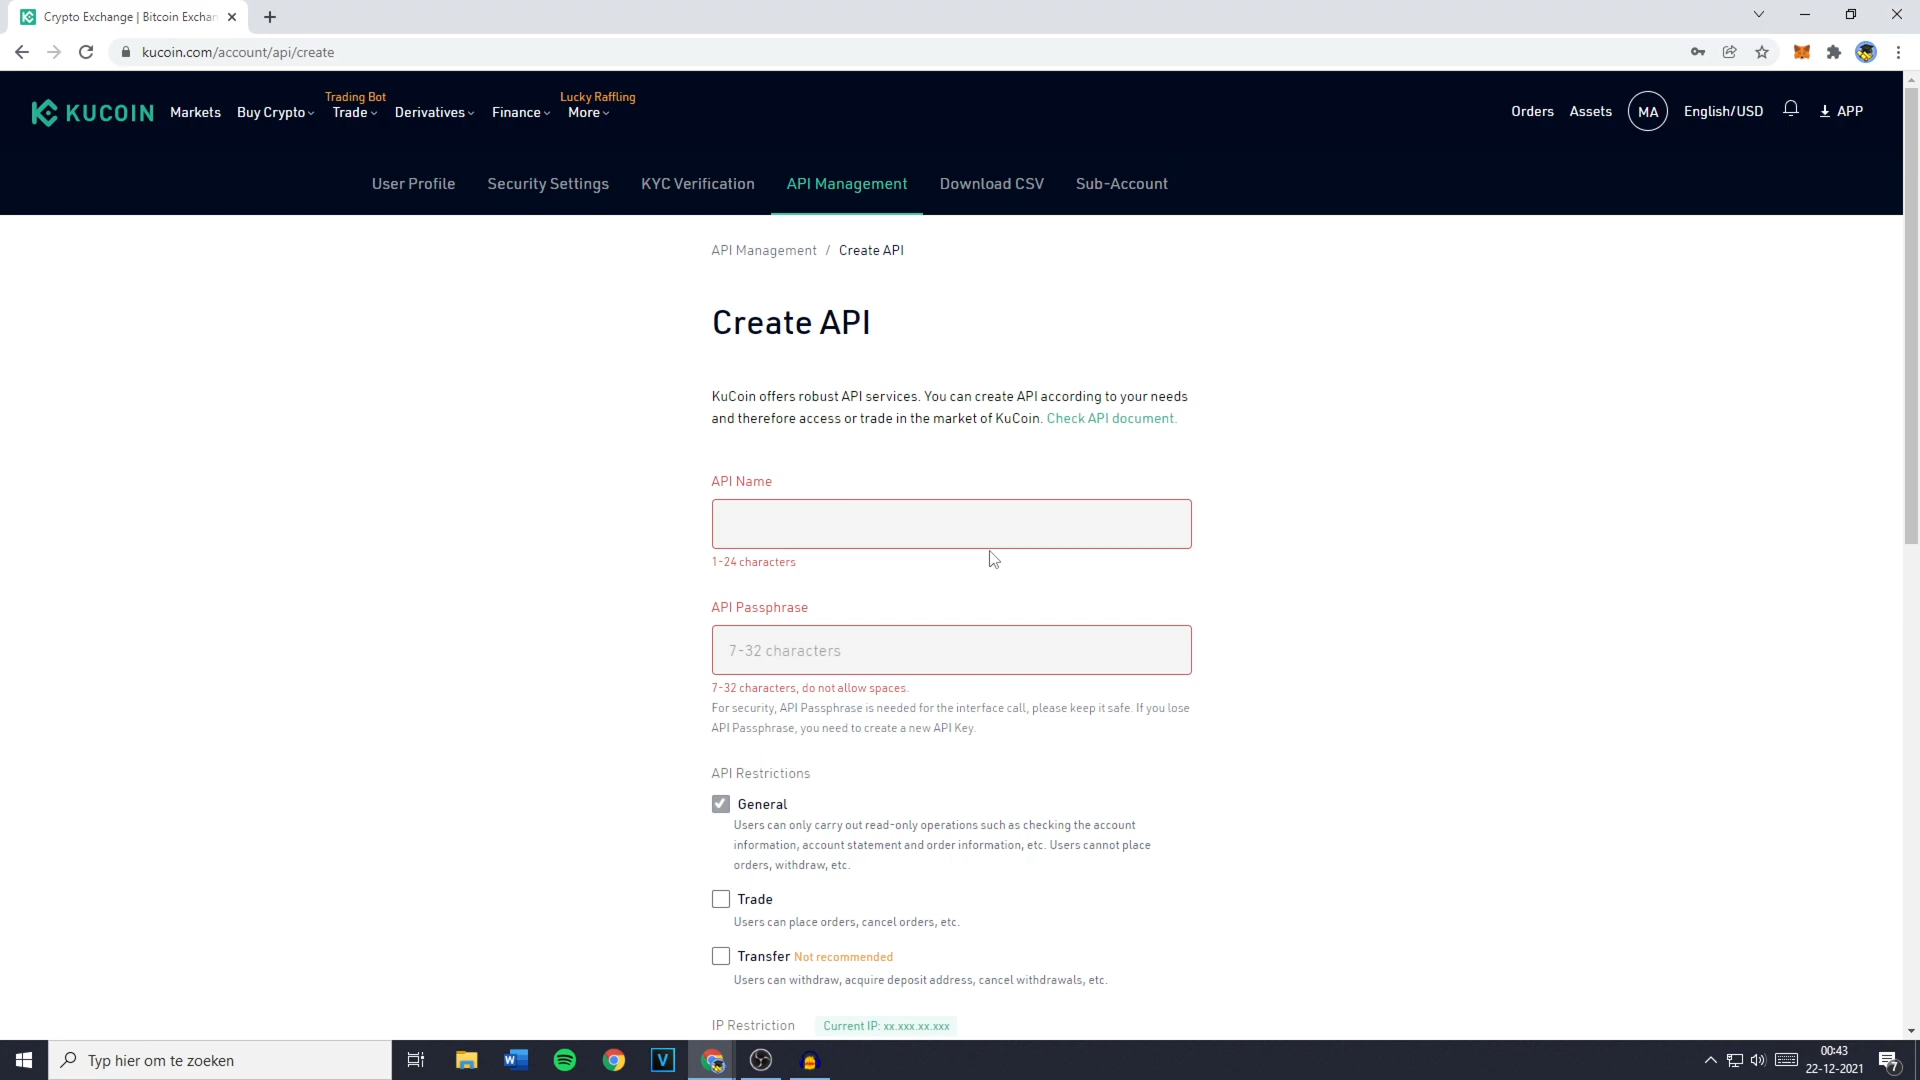 Crypto Exchange | Bitcoin Exchan
kucoin.com/account/api/create
KUCOIN
Markets
Buy Crypto
Trading Bot
Trade
Derivatives
Finance
Lucky Raffling
More
Orders
Assets
MA
English/USD
APP
User Profile
Security Settings
KYC Verification
API Management
Download CSV
Sub-Account
API Management / Create API
Create API
KuCoin offers robust API services. You can create API according to your needs
and therefore access or trade in the market of KuCoin. Check API document.
API Name
1-24 characters
API Passphrase
7-32 characters
7-32 characters, do not allow spaces.
For security, API Passphrase is needed for the interface call, please keep it safe. If you lose
API Passphrase, you need to create a new API Key.
API Restrictions
General
Users can only carry out read-only operations such as checking the account
information, account statement and order information, etc. Users cannot place
orders, withdraw, etc.
Trade
Users can place orders, cancel orders, etc.
Transfer Not recommended
Users can withdraw, acquire deposit address, cancel withdrawals, etc.
IP Restriction
Current IP: xx.xxx.xx.xxx
Typ hier om te zoeken
00:43
22-12-2021
7